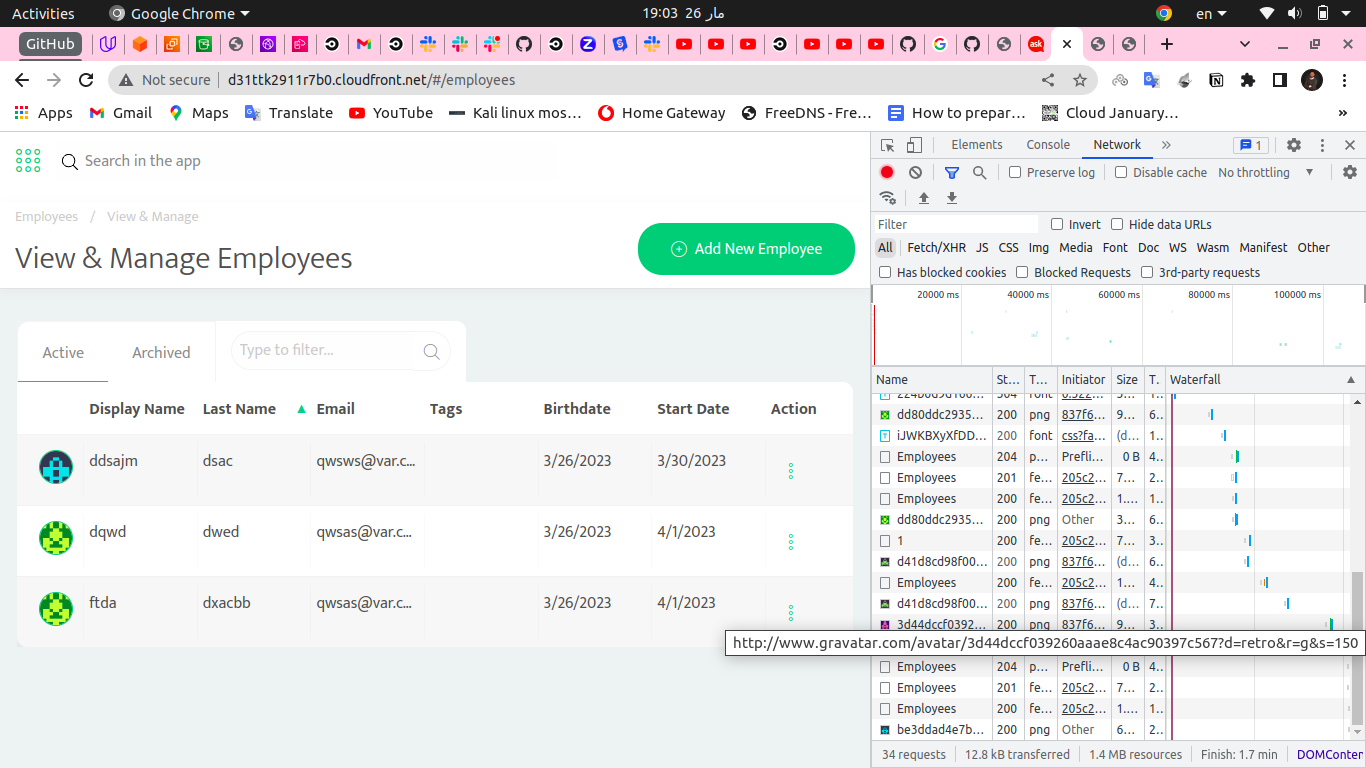 Activities Google Chrome 19:03 26 مار en
GitHub
Not secure d31ttk2911r7b0.cloudfront.net/#/employees
Apps Gmail Maps Translate YouTube Kali linux mos… Home Gateway FreeDNS - Fre… How to prepar… Cloud January… »
Search in the app
Employees / View & Manage
View & Manage Employees
Add New Employee
Active Archived Type to filter...
Display Name Last Name Email Tags Birthdate Start Date Action
ddsajm dsac qwsws@var.c... 3/26/2023 3/30/2023
dqwd dwed qwsas@var.c... 3/26/2023 4/1/2023
ftda dxacbb qwsas@var.c... 3/26/2023 4/1/2023
Elements Console Network » 1
Preserve log Disable cache No throttling
Filter Invert Hide data URLs
All Fetch/XHR JS CSS Img Media Font Doc WS Wasm Manifest Other
Has blocked cookies Blocked Requests 3rd-party requests
20000 ms 40000 ms 60000 ms 80000 ms 100000 ms
Name St… T… Initiator Size T. Waterfall
dd80ddc2935… 200 png 837f6… 9… 6..
iJWKBXyXfDD… 200 font css?fa… (d… 1..
Employees 204 p… Prefli… 0 B 4..
Employees 201 fe… 205c2… 7… 2..
Employees 200 fe… 205c2… 1.… 1..
dd80ddc2935… 200 png Other 3… 6..
1 200 fe… 205c2… 7… 3..
d41d8cd98f00… 200 png 837f6… (d… 6..
Employees 200 fe… 205c2… 1… 4..
d41d8cd98f00… 200 png 837f6… (d… 7..
3d44dccf0392… 200 png 837f6… 9… 3..
http://www.gravatar.com/avatar/3d44dccf039260aaae8c4ac90397c567?d=retro&r=g&s=150
Employees 204 p… Prefli… 0 B 4..
Employees 201 fe… 205c2… 7… 2..
Employees 200 fe… 205c2… 1.… 1..
be3ddad4e7b… 200 png Other 6… 2..
34 requests 12.8 kB transferred 1.4 MB resources Finish: 1.7 min DOMConten